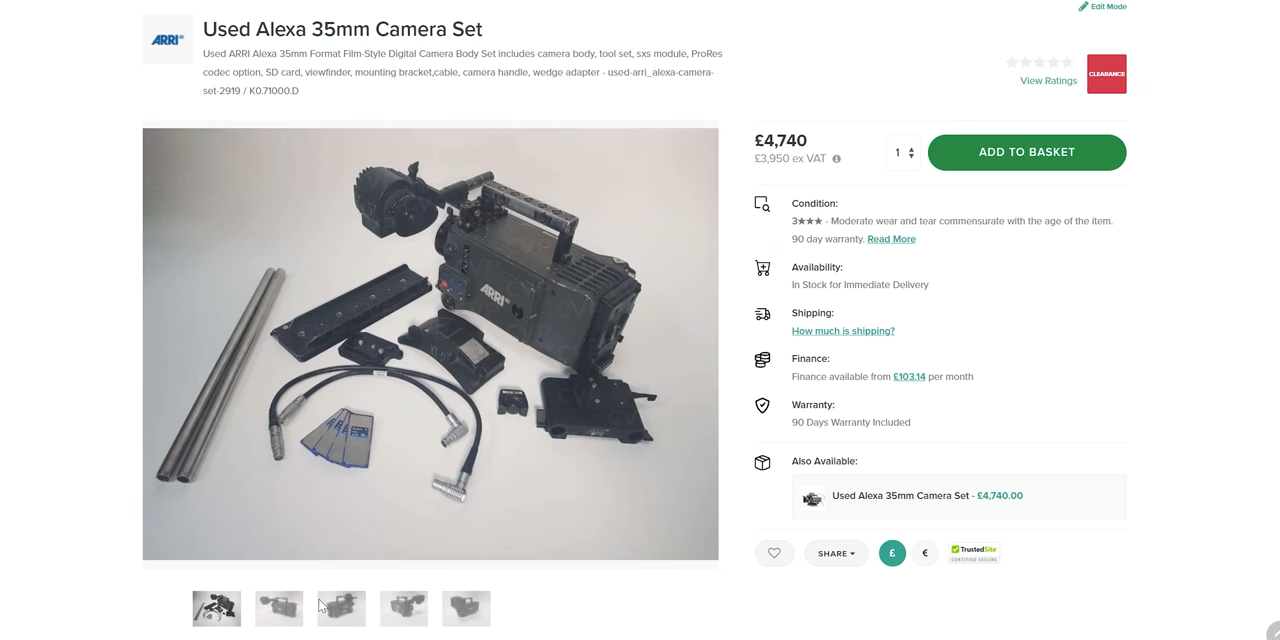 Edit Mode
ARRI
Used Alexa 35mm Camera Set
Used ARRI Alexa 35mm Format Film-Style Digital Camera Body Set includes camera body, tool set, sxs module, ProRes
codec option, SD card, viewfinder, mounting bracket,cable, camera handle, wedge adapter - used-arri_alexa-camera-
set-2919 / K0.71000.D
View Ratings
CLEARANCE
£4,740
£3,950 ex VAT
1
ADD TO BASKET
Condition:
3★★★ - Moderate wear and tear commensurate with the age of the item.
90 day warranty. Read More
Availability:
In Stock for Immediate Delivery
Shipping:
How much is shipping?
Finance:
Finance available from £103.14 per month
Warranty:
90 Days Warranty Included
Also Available:
Used Alexa 35mm Camera Set - £4,740.00
SHARE
£
€
TrustedSite
CERTIFIED SECURE
ARRI